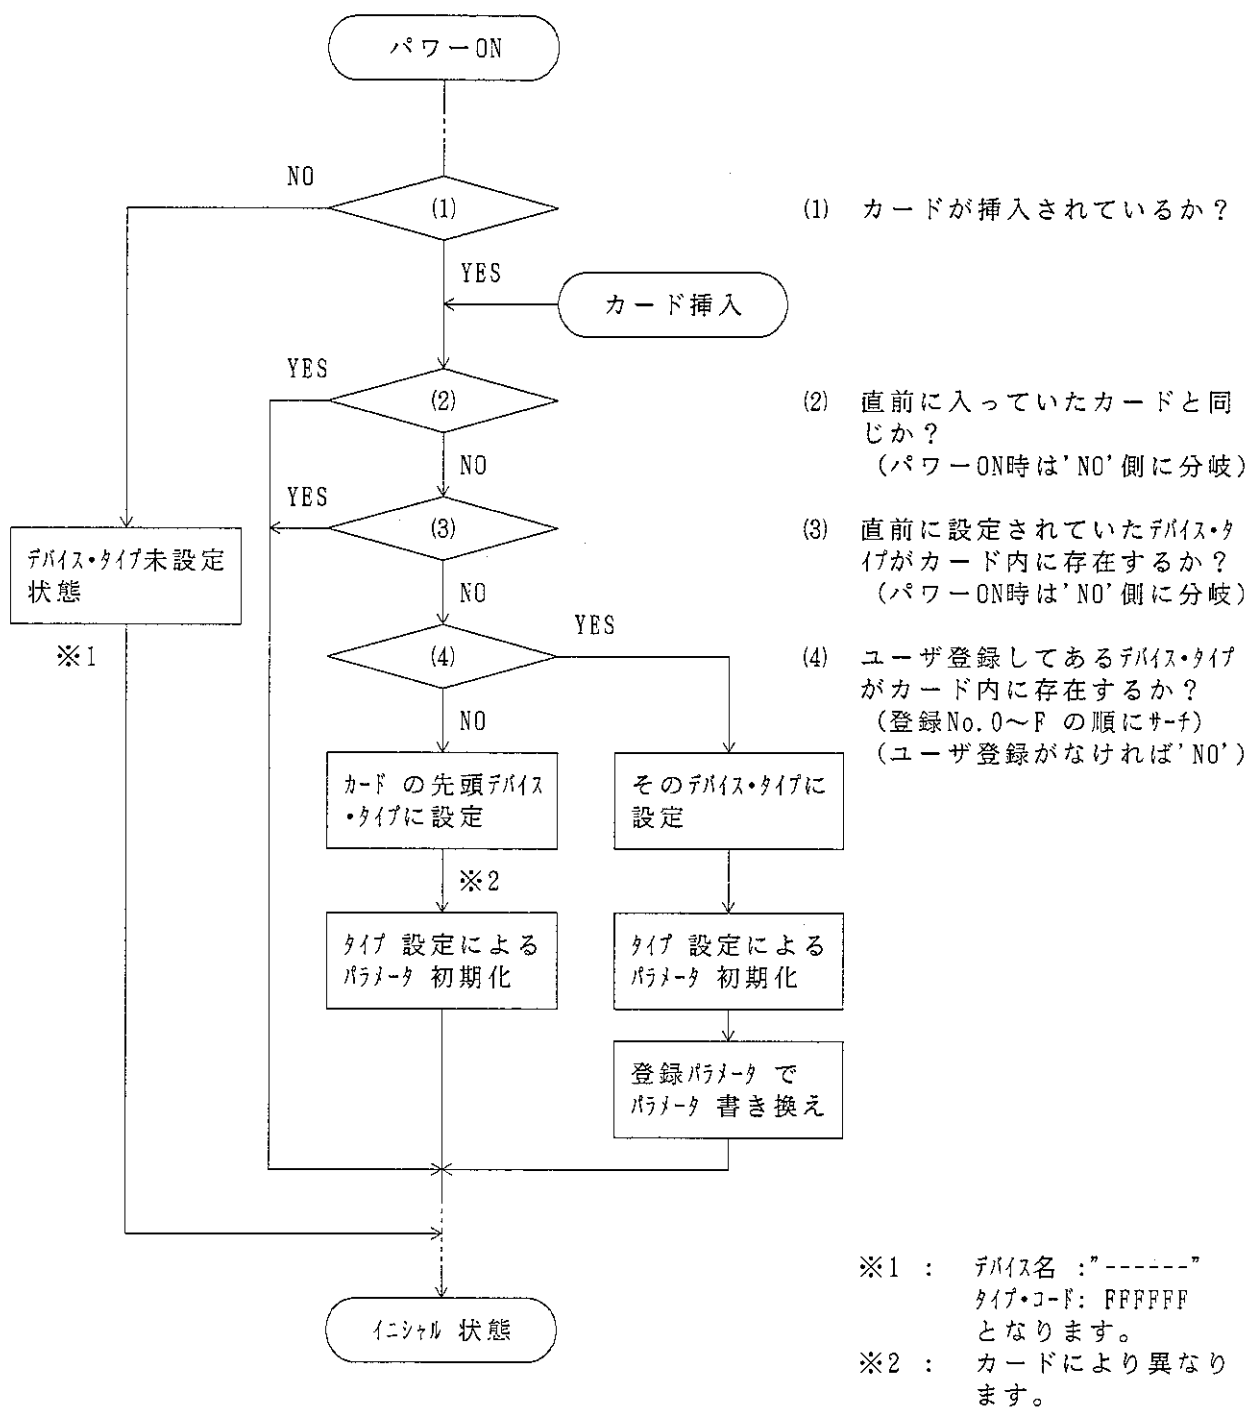 パワーON
NO
(1)
(1) カードが挿入されているか？
YES
カード挿入
YES
(2)
(2) 直前に入っていたカードと同
じか？
（パワーON時は'NO'側に分岐）
NO
YES
(3)
(3) 直前に設定されていたﾃﾞﾊﾞｲｽ・ﾀ
ｲﾌﾟがカード内に存在するか？
（パワーON時は'NO'側に分岐）
ﾃﾞﾊﾞｲｽ・ﾀｲﾌﾟ未設定
状態
※1
NO
YES
(4)
(4) ユーザ登録してあるﾃﾞﾊﾞｲｽ・ﾀｲﾌﾟ
がカード内に存在するか？
（登録No.0～F の順にｻｰﾁ）
（ユーザ登録がなければ'NO'）
NO
ｶｰﾄﾞ の先頭ﾃﾞﾊﾞｲｽ
・ﾀｲﾌﾟに設定
そのﾃﾞﾊﾞｲｽ・ﾀｲﾌﾟに
設定
※2
ﾀｲﾌﾟ 設定による
ﾊﾟﾗﾒｰﾀ 初期化
ﾀｲﾌﾟ 設定による
ﾊﾟﾗﾒｰﾀ 初期化
登録ﾊﾟﾗﾒｰﾀ で
ﾊﾟﾗﾒｰﾀ 書き換え
ｲﾆｼｬﾙ 状態
※1 : ﾃﾞﾊﾞｲｽ名 :"------"
ﾀｲﾌﾟ・ｺｰﾄﾞ: FFFFFF
となります。
※2 : カードにより異なり
ます。